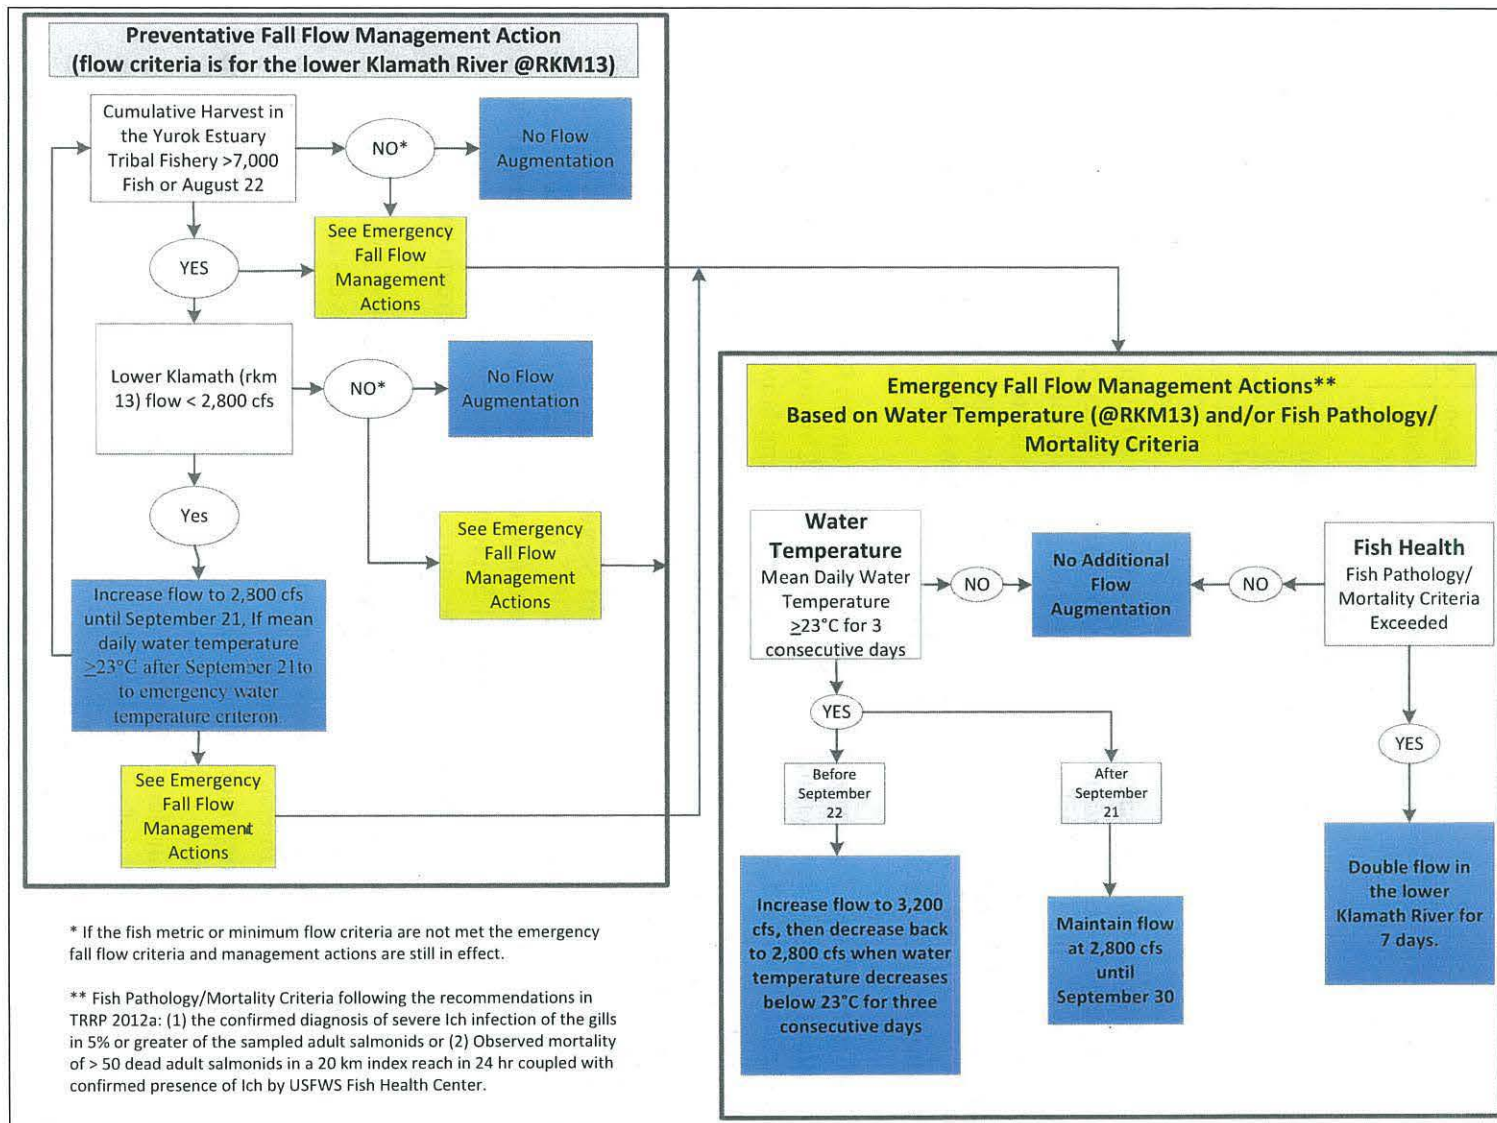 Preventative Fall Flow Management Action
(flow criteria is for the lower Klamath River @RKM13)
Cumulative Harvest in
the Yurok Estuary
Tribal Fishery >7,000
Fish or August 22
NO*
No Flow
Augmentation
See Emergency
Fall Flow
Management
Actions
YES
Lower Klamath (rkm
13) flow < 2,800 cfs
NO*
No Flow
Augmentation
Yes
See Emergency
Fall Flow
Management
Actions
Increase flow to 2,800 cfs
until September 21, If mean
daily water temperature
≥23°C after September 21to
to emergency water
temperature criteron.
See Emergency
Fall Flow
Management
Actions
Emergency Fall Flow Management Actions**
Based on Water Temperature (@RKM13) and/or Fish Pathology/
Mortality Criteria
Water
Temperature
Mean Daily Water
Temperature
≥23°C for 3
consecutive days
NO
No Additional
Flow
Augmentation
NO
Fish Health
Fish Pathology/
Mortality Criteria
Exceeded
YES
YES
Before
September
22
After
September
21
Increase flow to 3,200
cfs, then decrease back
to 2,800 cfs when water
temperature decreases
below 23°C for three
consecutive days
Maintain flow
at 2,800 cfs
until
September 30
Double flow in
the lower
Klamath River for
7 days.
* If the fish metric or minimum flow criteria are not met the emergency
fall flow criteria and management actions are still in effect.
** Fish Pathology/Mortality Criteria following the recommendations in
TRRP 2012a: (1) the confirmed diagnosis of severe Ich infection of the gills
in 5% or greater of the sampled adult salmonids or (2) Observed mortality
of > 50 dead adult salmonids in a 20 km index reach in 24 hr coupled with
confirmed presence of Ich by USFWS Fish Health Center.